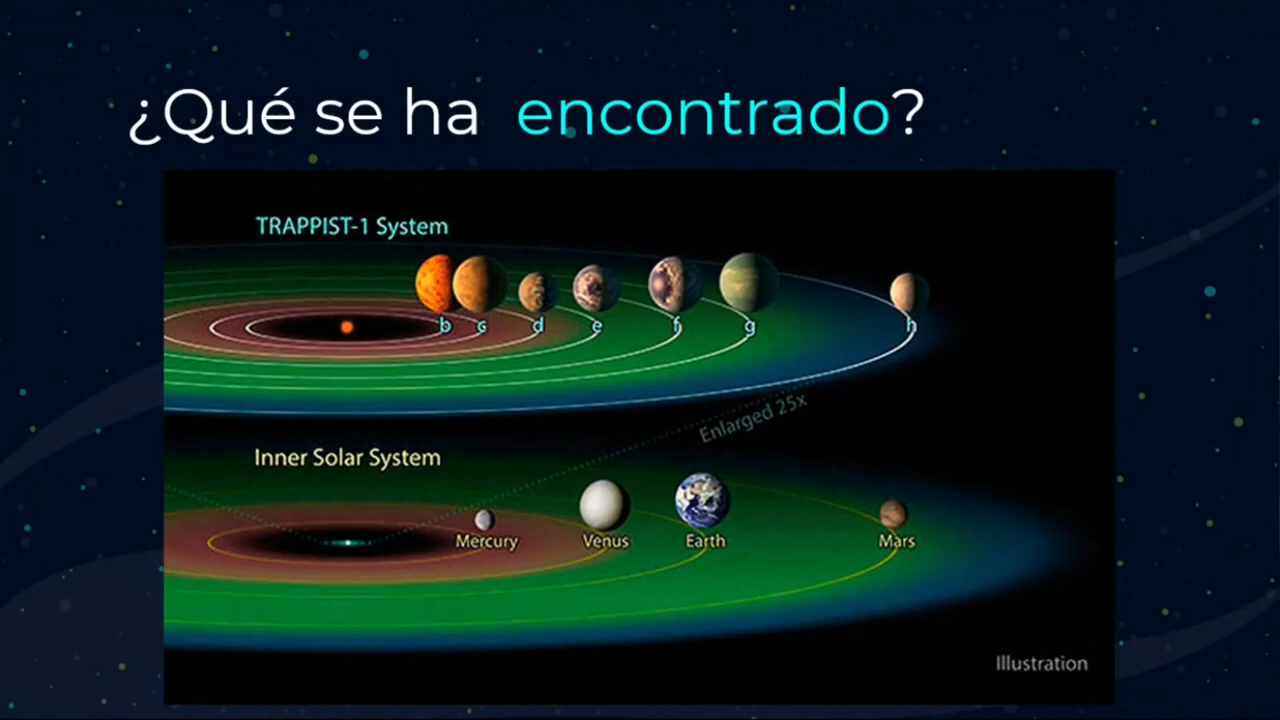 ¿Qué se ha encontrado?
TRAPPIST-1 System
b c d e f g h
Enlarged 25x
Inner Solar System
Mercury Venus Earth Mars
Illustration